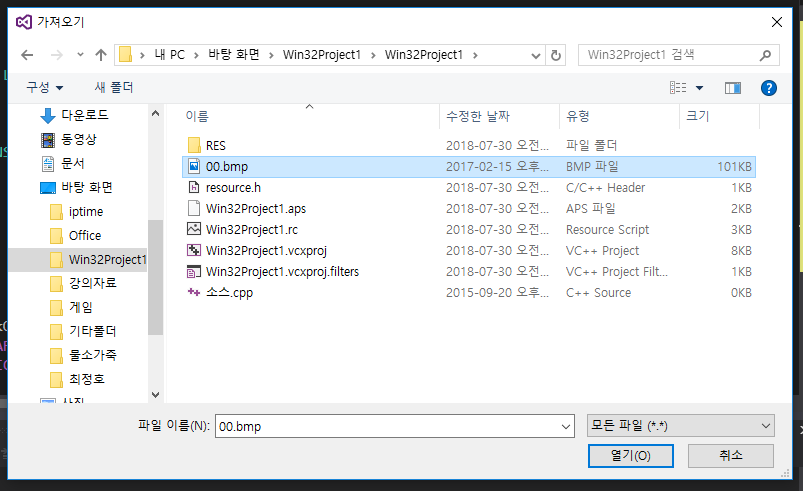 가져오기
내 PC 바탕 화면 Win32Project1 Win32Project1
Win32Project1 검색
구성 새 폴더
다운로드
동영상
문서
바탕 화면
iptime
Office
Win32Project1
강의자료
게임
기타폴더
물소가죽
최정호
사진
이름 수정한 날짜 유형 크기
RES 2018-07-30 오전... 파일 폴더
00.bmp 2017-02-15 오후... BMP 파일 101KB
resource.h 2018-07-30 오전... C/C++ Header 1KB
Win32Project1.aps 2018-07-30 오전... APS 파일 2KB
Win32Project1.rc 2018-07-30 오전... Resource Script 3KB
Win32Project1.vcxproj 2018-07-30 오전... VC++ Project 8KB
Win32Project1.vcxproj.filters 2018-07-30 오전... VC++ Project Filt... 1KB
소스.cpp 2015-09-20 오후... C++ Source 0KB
파일 이름(N): 00.bmp 모든 파일 (*.*)
열기(O) 취소